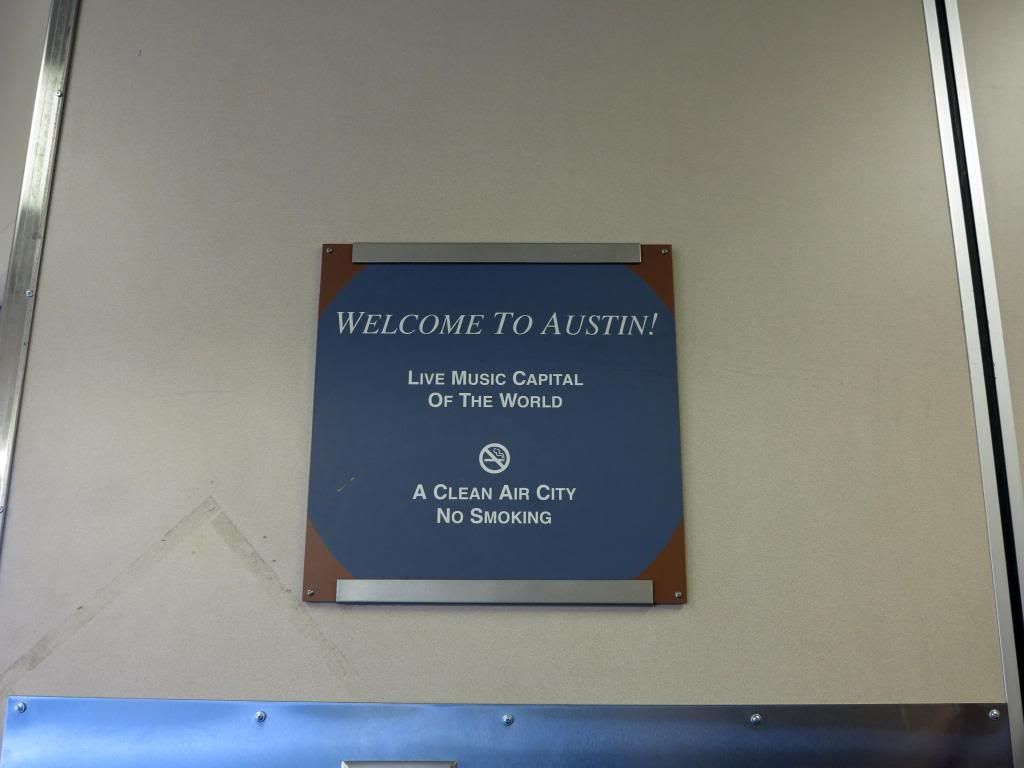 WELCOME TO AUSTIN!
LIVE MUSIC CAPITAL
OF THE WORLD
A CLEAN AIR CITY
NO SMOKING